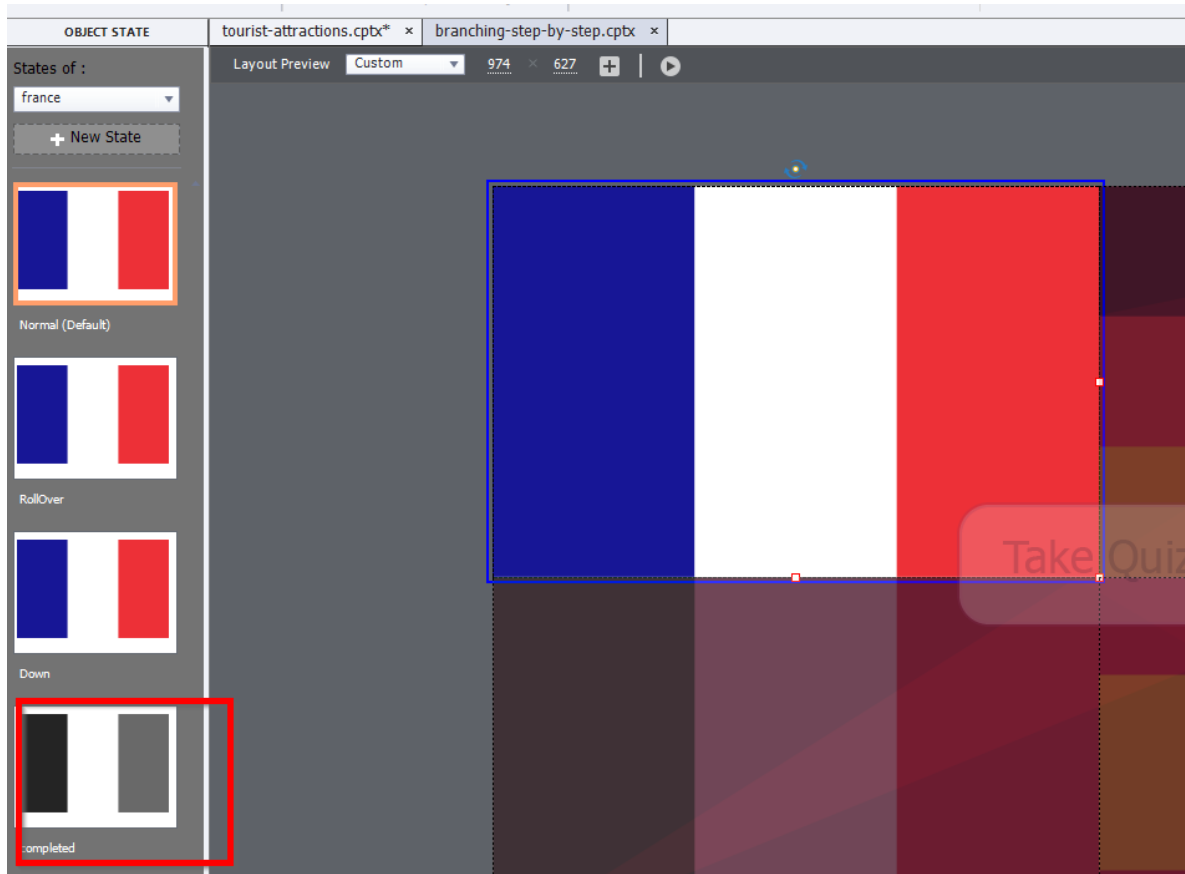 OBJECT STATE
tourist-attractions.cptx* ×
branching-step-by-step.cptx ×
States of :
france
New State
Layout Preview Custom 974 × 627
Normal (Default)
RollOver
Down
completed
Take Quiz